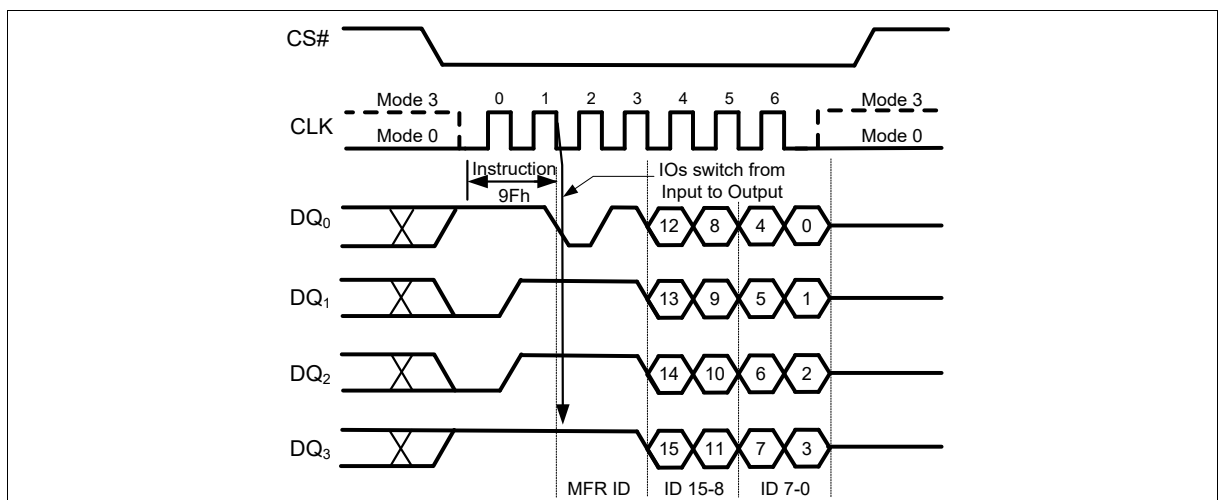 CS#
Mode 3 0 1 2 3 4 5 6 Mode 3
CLK
Mode 0 Mode 0
Instruction IOs switch from
9Fh Input to Output
DQ0 12 8 4 0
DQ1 13 9 5 1
DQ2 14 10 6 2
DQ3 15 11 7 3
MFR ID ID 15-8 ID 7-0